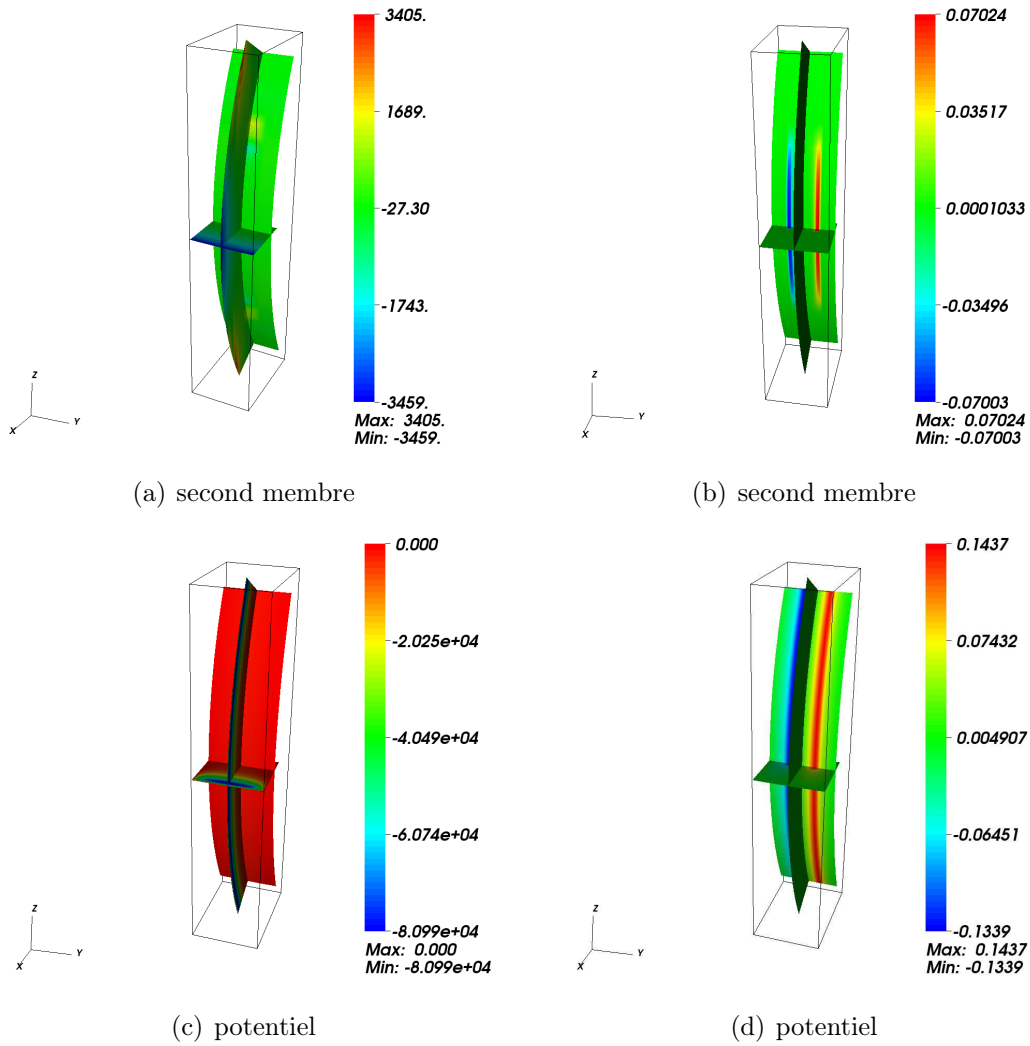 3405.
1689.
-27.30
-1743.
-3459.
Max: 3405.
Min: -3459.
Z
X
Y
(a) second membre
0.07024
0.03517
0.0001033
-0.03496
-0.07003
Max: 0.07024
Min: -0.07003
Z
X
Y
(b) second membre
0.000
-2.025e+04
-4.049e+04
-6.074e+04
-8.099e+04
Max: 0.000
Min: -8.099e+04
Z
X
Y
(c) potentiel
0.1437
0.07432
0.004907
-0.06451
-0.1339
Max: 0.1437
Min: -0.1339
Z
X
Y
(d) potentiel